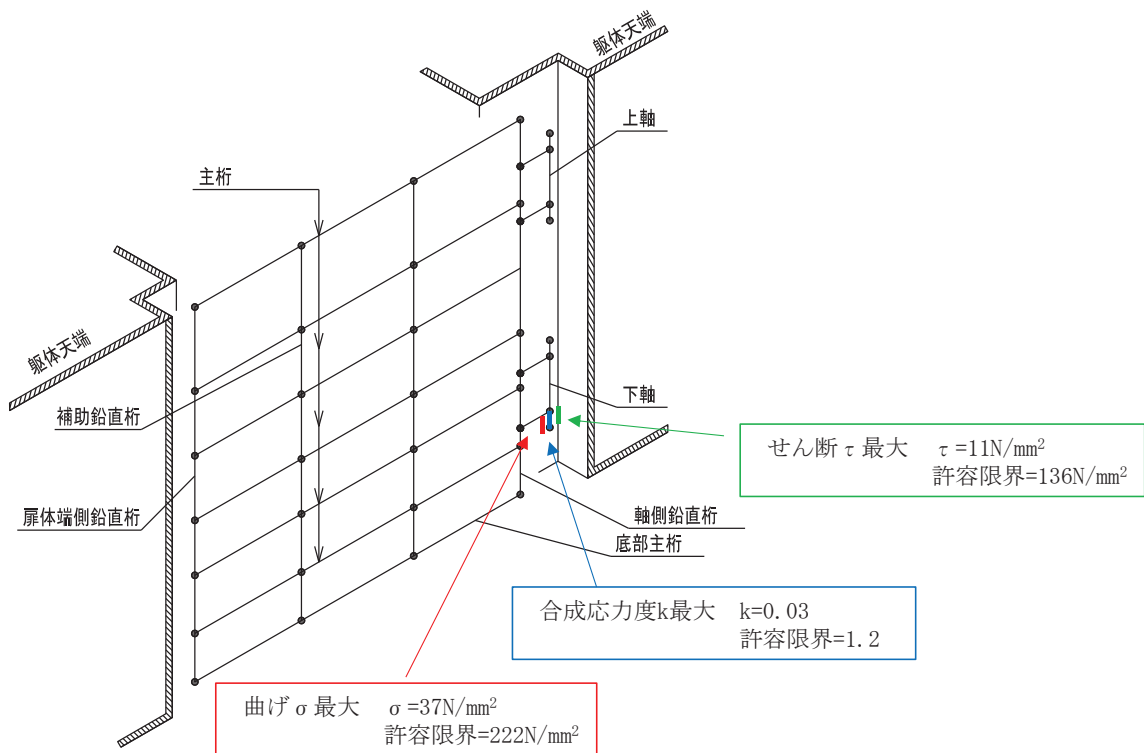 躯体天端
上軸
主桁
躯体天端
補助鉛直桁
下軸
せん断τ最大 τ=11N/mm²
許容限界=136N/mm²
扉体端側鉛直桁
軸側鉛直桁
底部主桁
合成応力度k最大 k=0.03
許容限界=1.2
曲げσ最大 σ=37N/mm²
許容限界=222N/mm²